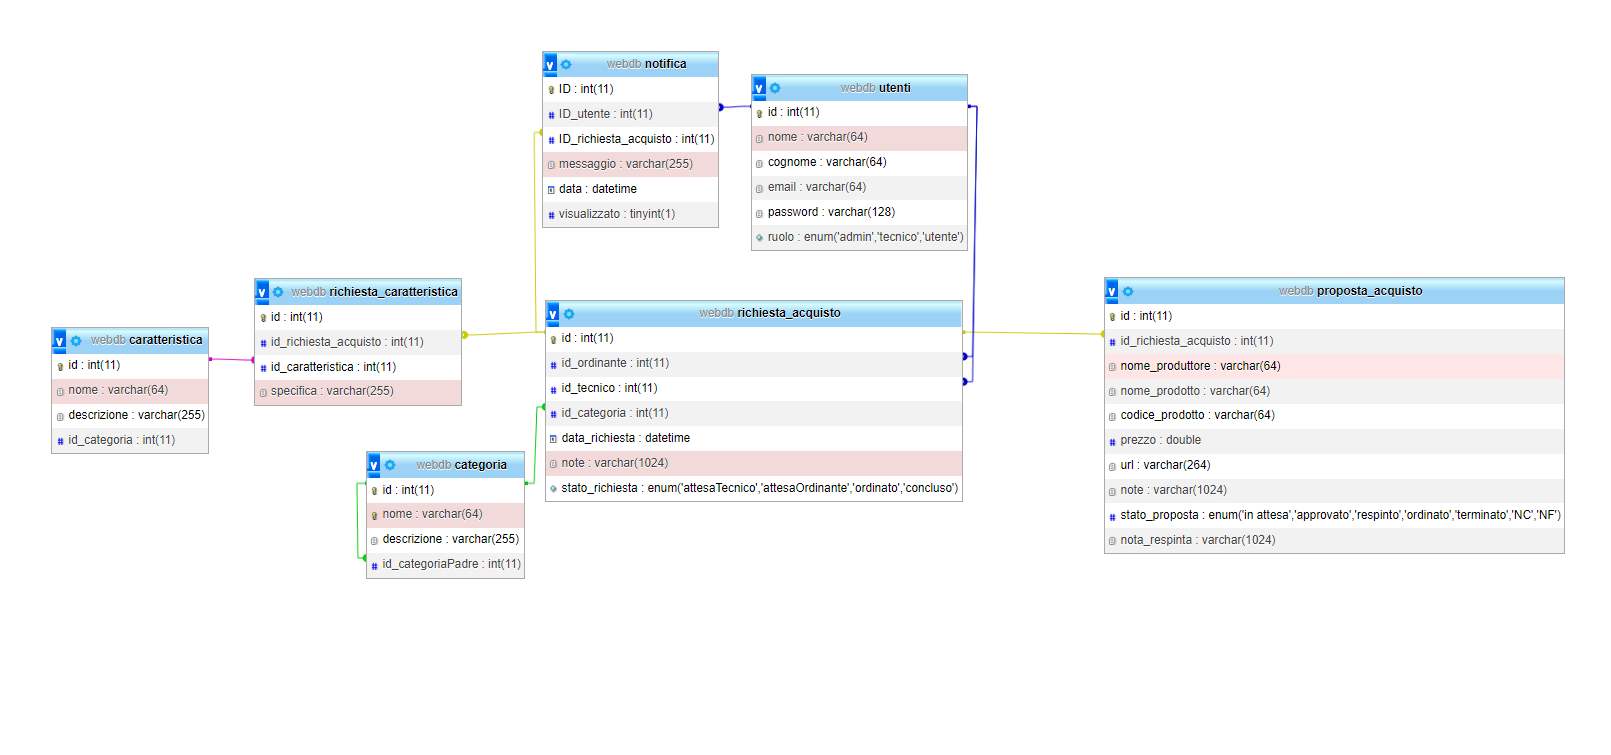 webdb notifica
ID : int(11)
ID_utente : int(11)
ID_richiesta_acquisto : int(11)
messaggio : varchar(255)
data : datetime
visualizzato : tinyint(1)
webdb utenti
id : int(11)
nome : varchar(64)
cognome : varchar(64)
email : varchar(64)
password : varchar(128)
ruolo : enum('admin','tecnico','utente')
webdb caratteristica
id : int(11)
nome : varchar(64)
descrizione : varchar(255)
id_categoria : int(11)
webdb richiesta_caratteristica
id : int(11)
id_richiesta_acquisto : int(11)
id_caratteristica : int(11)
specifica : varchar(255)
webdb richiesta_acquisto
id : int(11)
id_ordinante : int(11)
id_tecnico : int(11)
id_categoria : int(11)
data_richiesta : datetime
note : varchar(1024)
stato_richiesta : enum('attesaTecnico','attesaOrdinante','ordinato','concluso')
webdb proposta_acquisto
id : int(11)
id_richiesta_acquisto : int(11)
nome_produttore : varchar(64)
nome_prodotto : varchar(64)
codice_prodotto : varchar(64)
prezzo : double
url : varchar(264)
note : varchar(1024)
stato_proposta : enum('in attesa','approvato','respinto','ordinato','terminato','NC','NF')
nota_respinta : varchar(1024)
webdb categoria
id : int(11)
nome : varchar(64)
descrizione : varchar(255)
id_categoriaPadre : int(11)